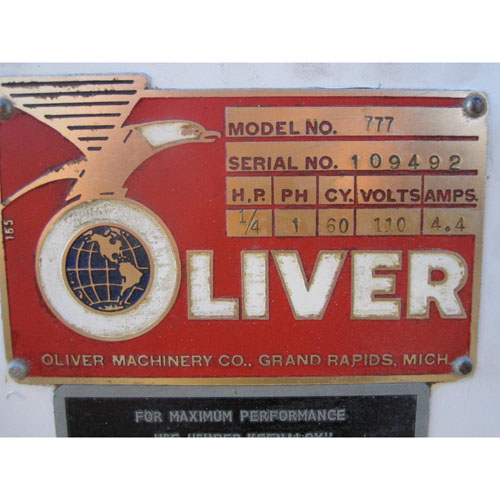 MODEL NO. 777
SERIAL NO. 109492
H.P. PH CY. VOLTS AMPS.
1/4 1 60 110 4.4
165
OLIVER
OLIVER MACHINERY CO., GRAND RAPIDS, MICH.
FOR MAXIMUM PERFORMANCE